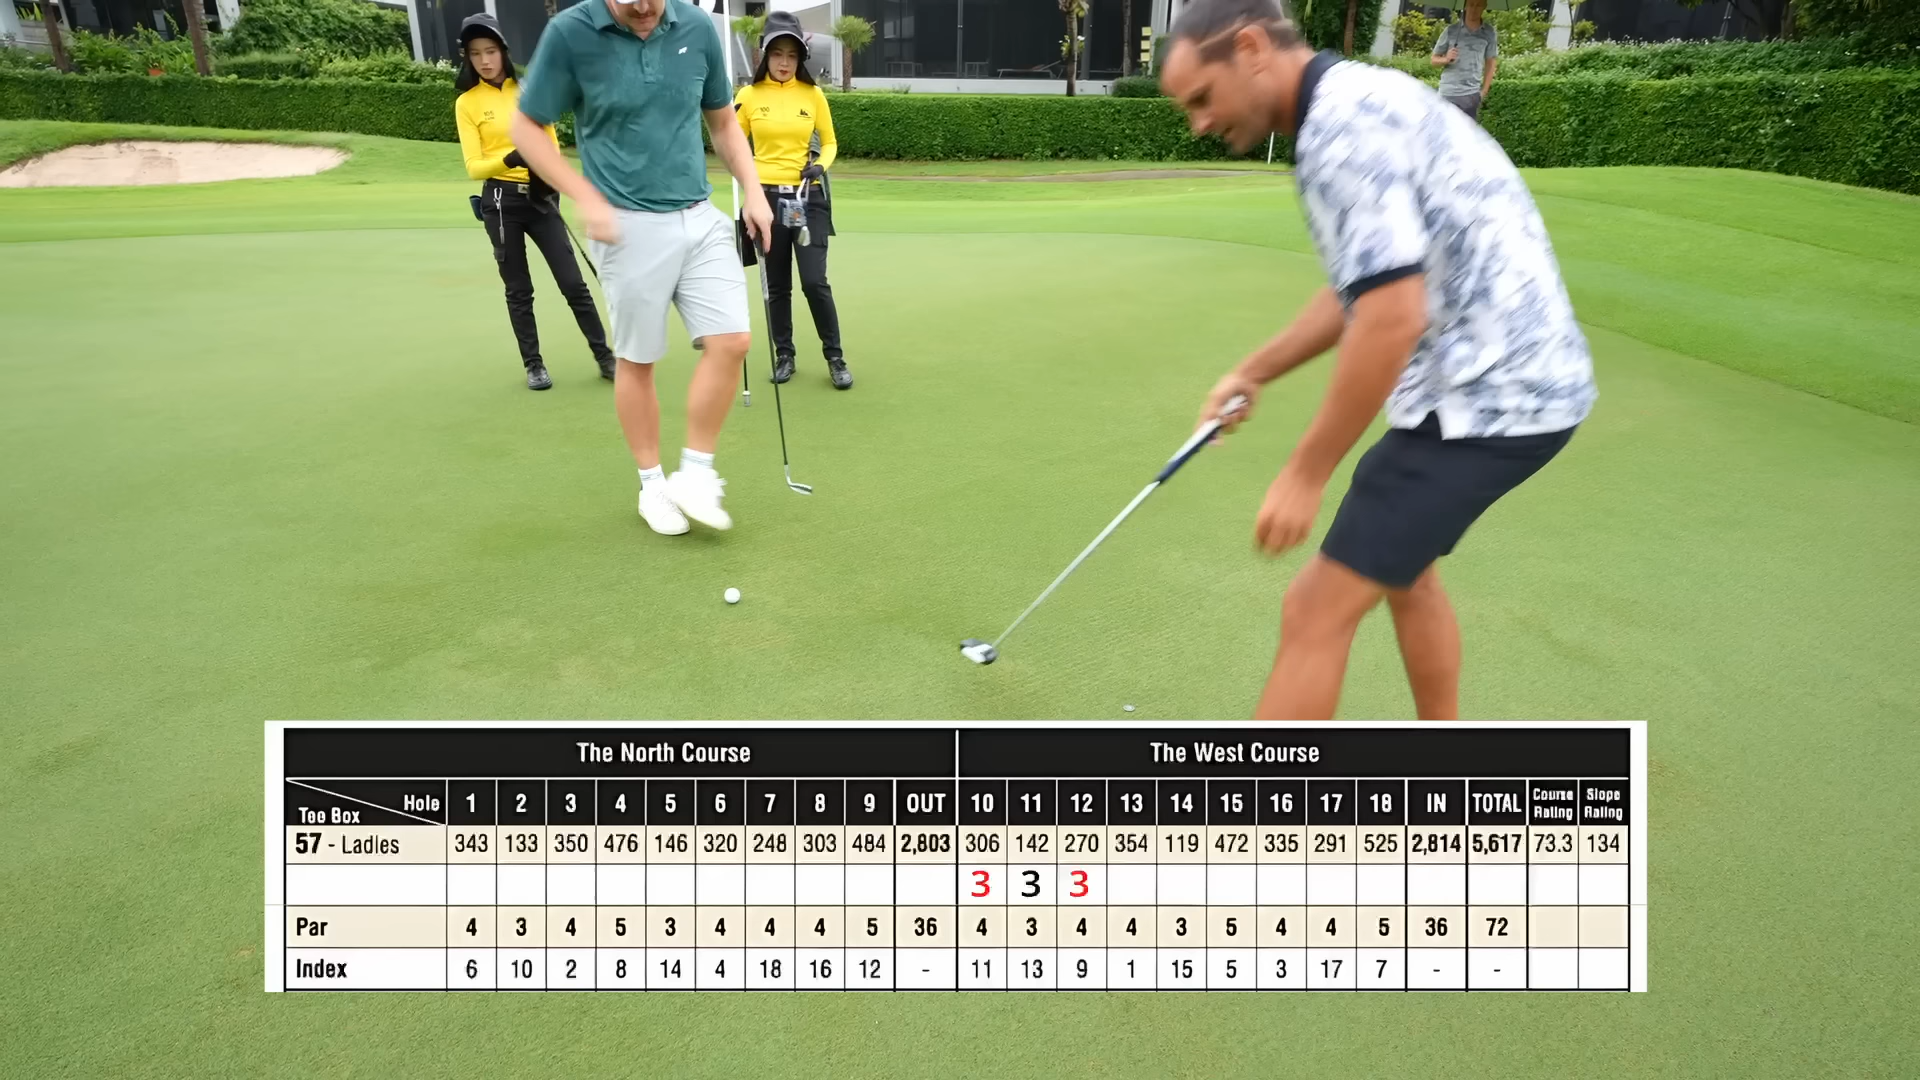 The North Course The West Course
Hole 1 2 3 4 5 6 7 8 9 OUT 10 11 12 13 14 15 16 17 18 IN TOTAL Course Rating Slope Rating
Tee Box
57 - Ladies 343 133 350 476 146 320 248 303 484 2,803 306 142 270 354 119 472 335 291 525 2,814 5,617 73.3 134
3 3 3
Par 4 3 4 5 3 4 4 4 5 36 4 3 4 4 3 5 4 4 5 36 72
Index 6 10 2 8 14 4 18 16 12 - 11 13 9 1 15 5 3 17 7 - -